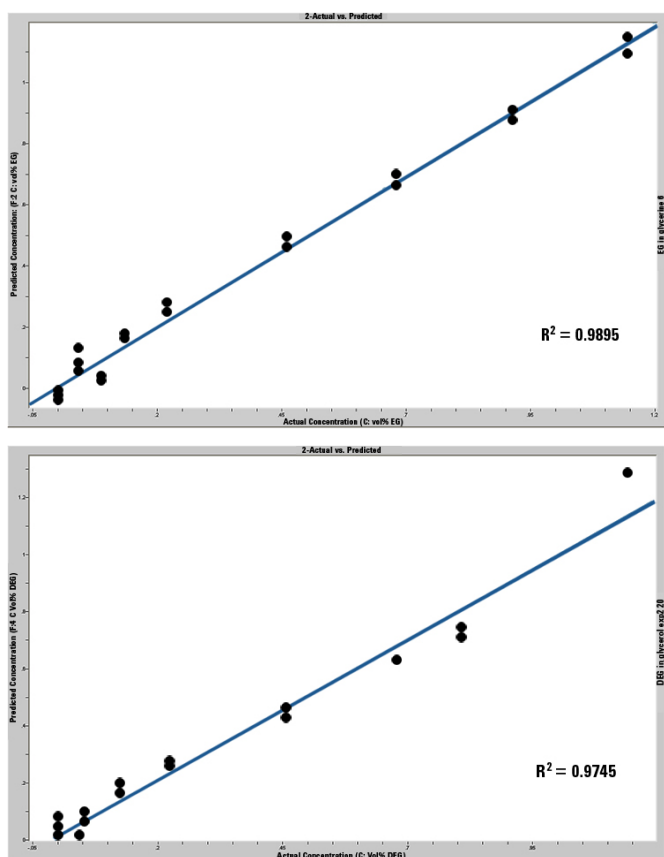 2-Actual vs. Predicted
Predicted Concentration: (F:2 C: vol% EG)
1
.8
.6
.4
.2
0
R² = 0.9895
EG in glycerine 6
-.05 .2 .45 .7 .95 1.2
Actual Concentration (C: vol% EG)
2-Actual vs. Predicted
Predicted Concentration (F:4 C Vol% DEG)
1.2
1
.8
.6
.4
.2
0
R² = 0.9745
DEG in glycerol exp2 20
-.05 .2 .45 .7 .95
Actual Concentration (C: Vol% DEG)